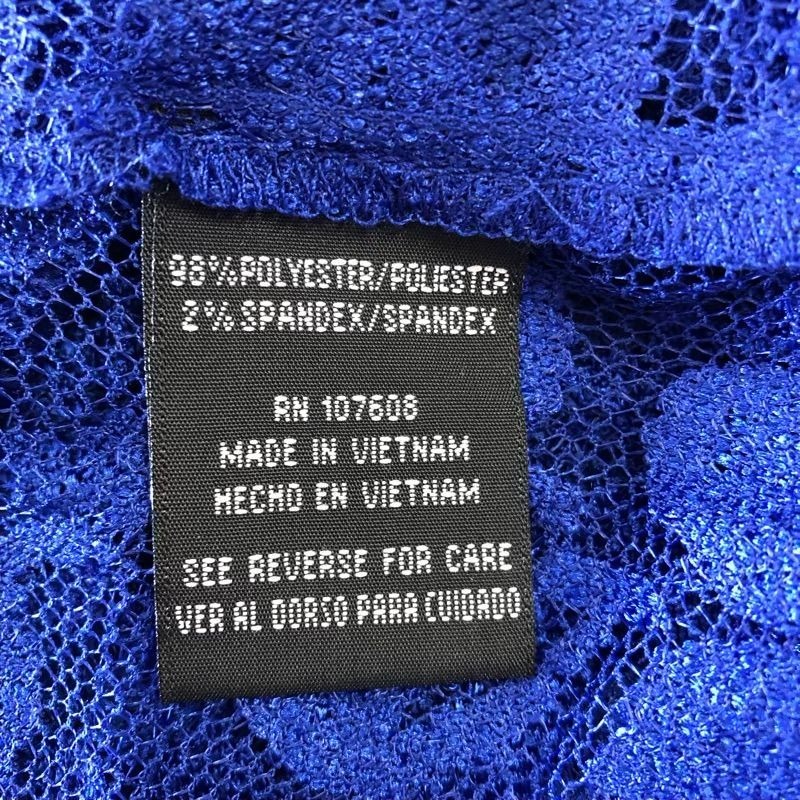 98% POLYESTER/POLIESTER
2% SPANDEX/SPANDEX
RN 107608
MADE IN VIETNAM
HECHO EN VIETNAM
SEE REVERSE FOR CARE
VER AL DORSO PARA CUIDADO